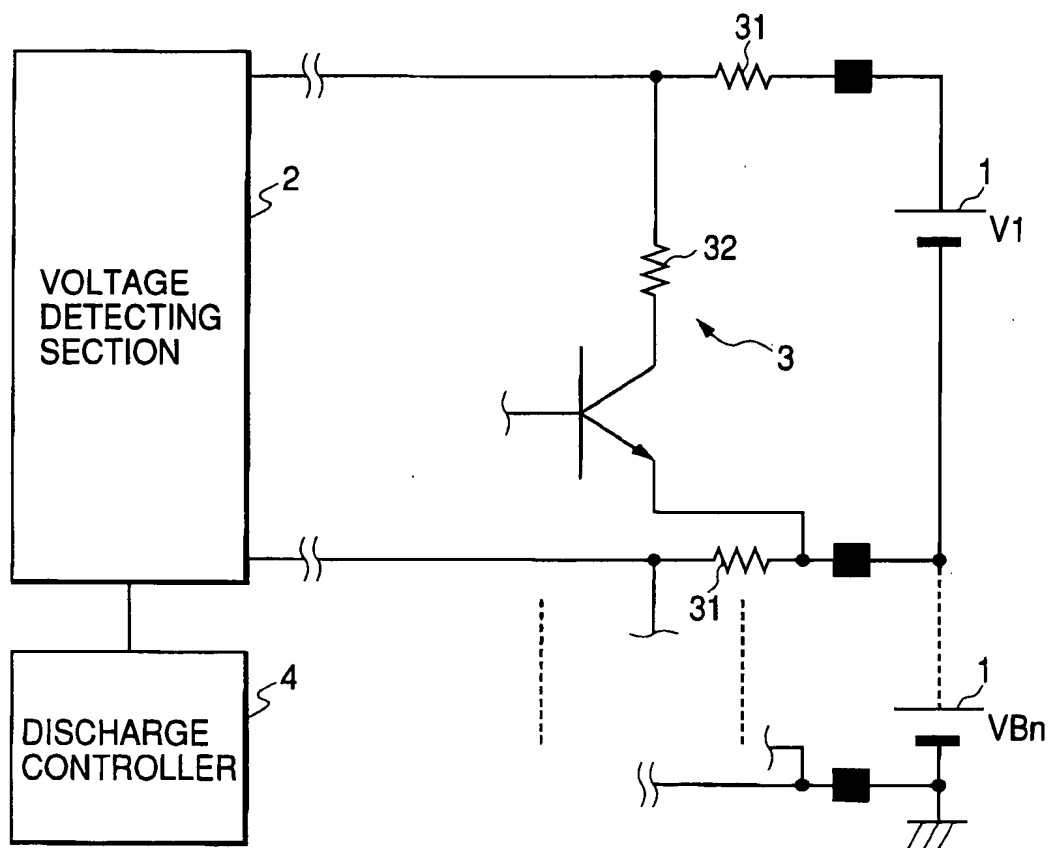 31
2
1
V1
VOLTAGE
DETECTING
SECTION
32
3
31
4
1
VBn
DISCHARGE
CONTROLLER